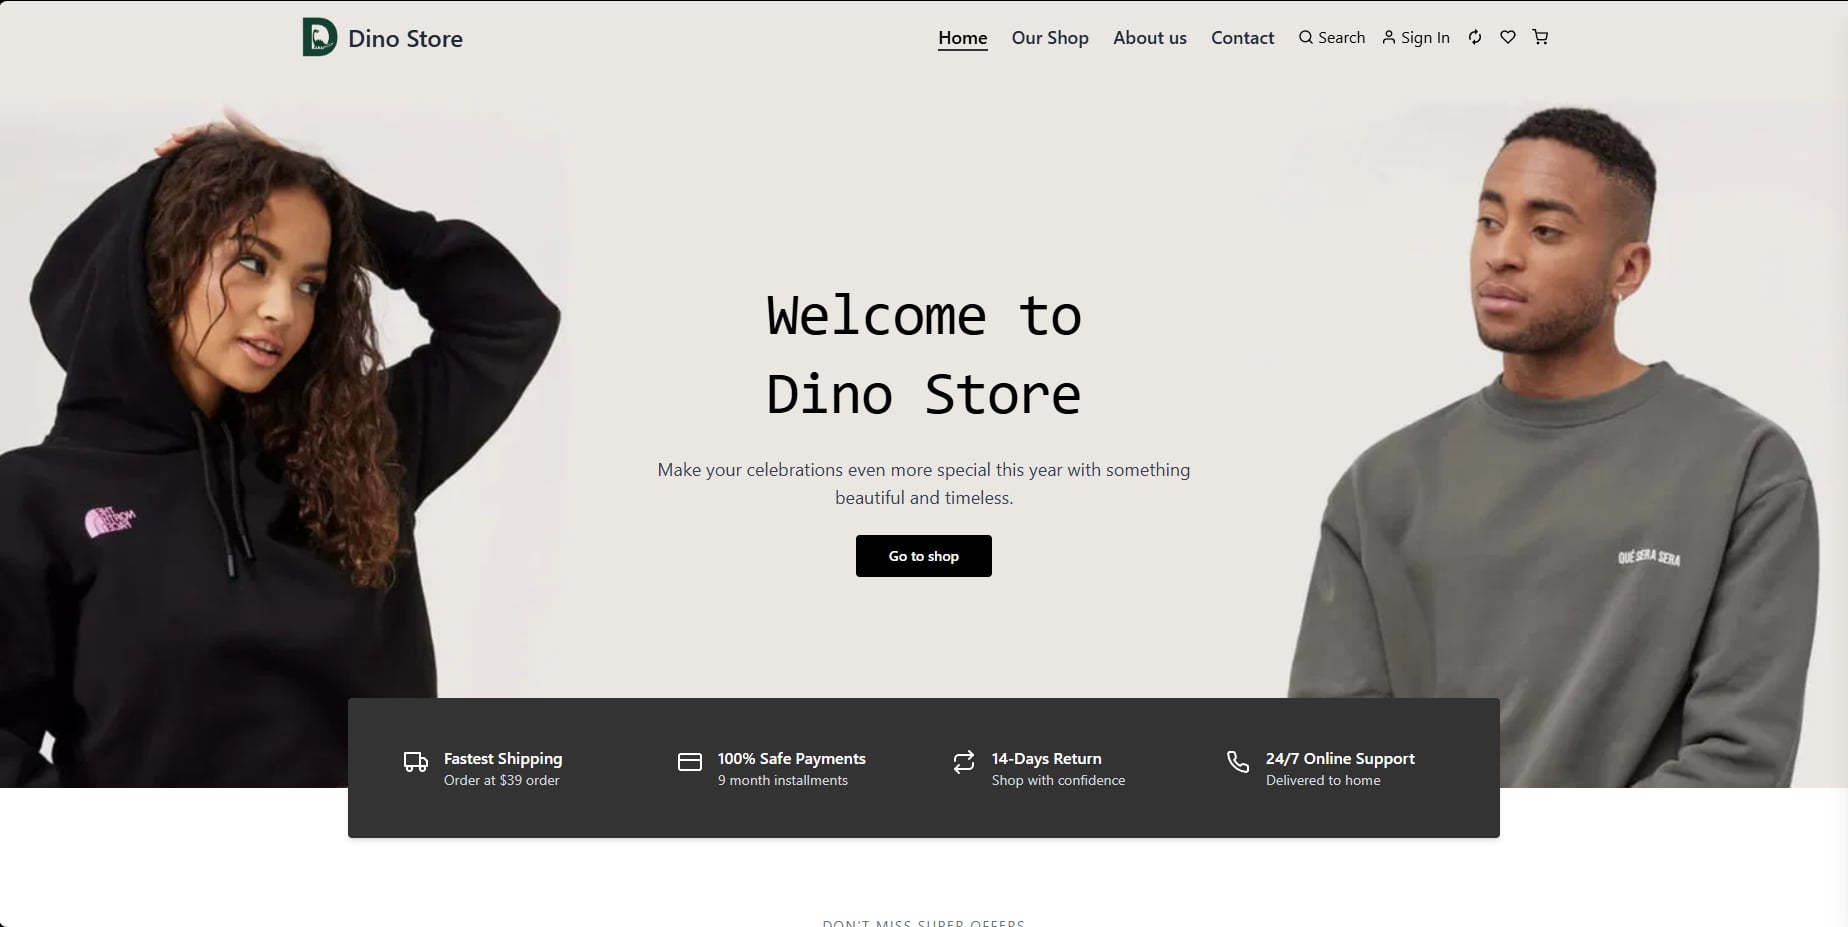 Dino Store
Home Our Shop About us Contact Search Sign In
Welcome to
Dino Store
Make your celebrations even more special this year with something
beautiful and timeless.
Go to shop
THE
NORTH
FACE
QUÉ SERA SERA
Fastest Shipping
Order at $39 order
100% Safe Payments
9 month installments
14-Days Return
Shop with confidence
24/7 Online Support
Delivered to home
DON'T MISS SUPER OFFERS